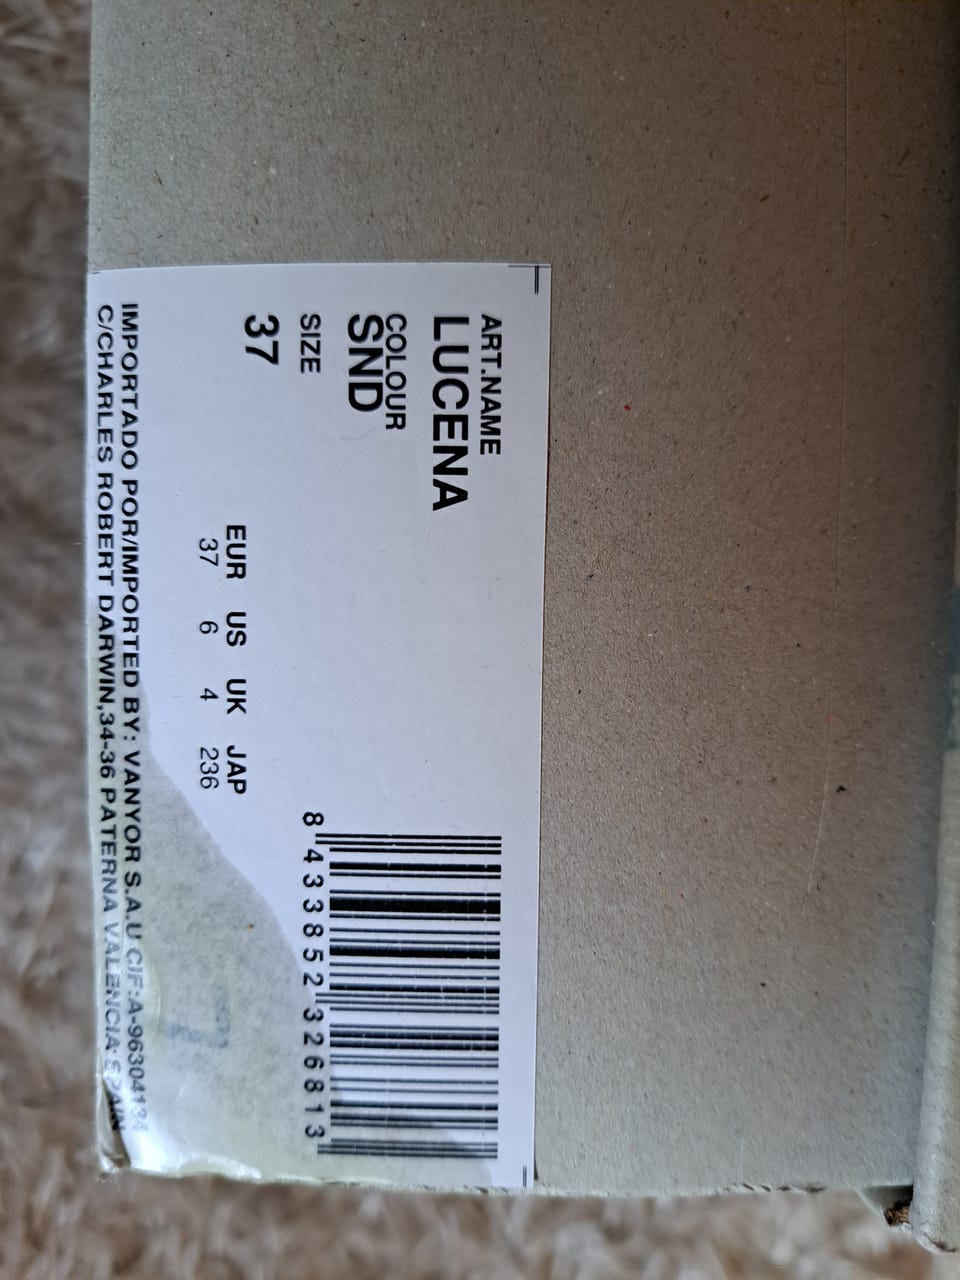 ART.NAME
LUCENA
COLOUR
SND
SIZE
37
EUR US UK JAP
37 6 4 236
8 433852 326813
IMPORTADO POR/IMPORTED BY: VANYOR S.A.U CIF:A-96304134
C/CHARLES ROBERT DARWIN,34-36 PATERNA VALENCIA SPAIN